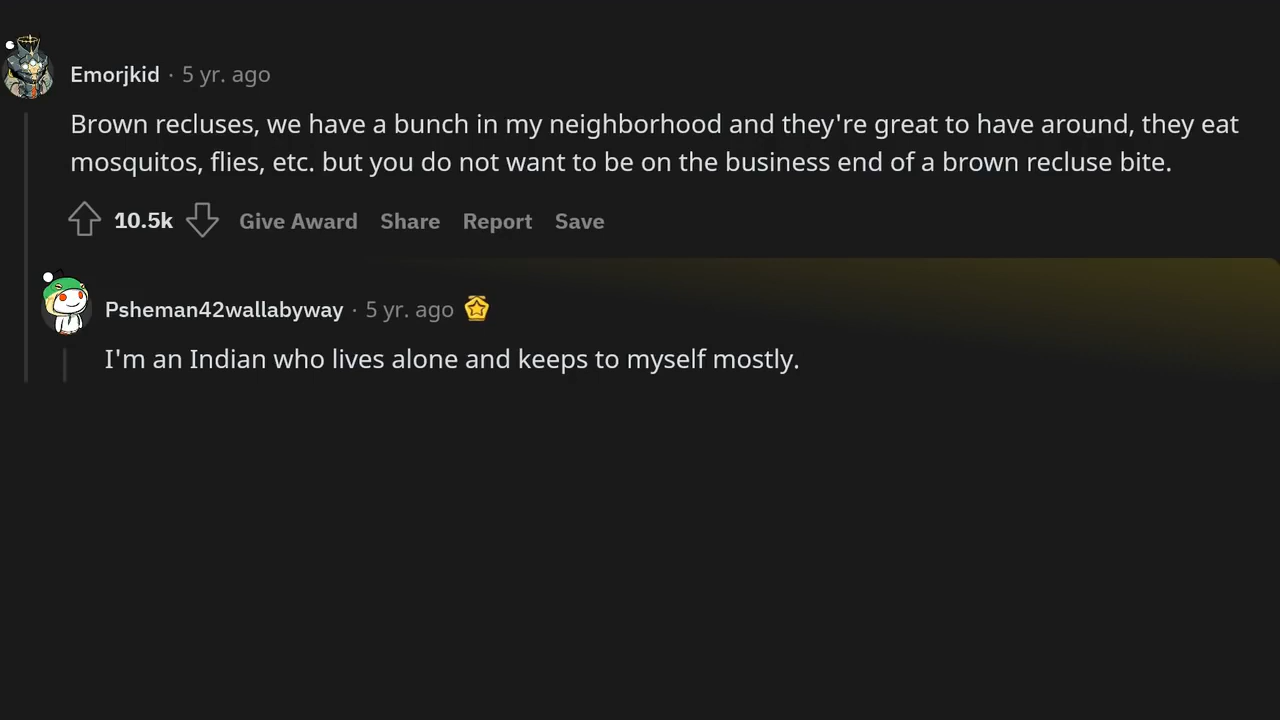 Emorjkid · 5 yr. ago
Brown recluses, we have a bunch in my neighborhood and they're great to have around, they eat
mosquitos, flies, etc. but you do not want to be on the business end of a brown recluse bite.
10.5k Give Award Share Report Save
Psheman42wallabyway · 5 yr. ago
I'm an Indian who lives alone and keeps to myself mostly.